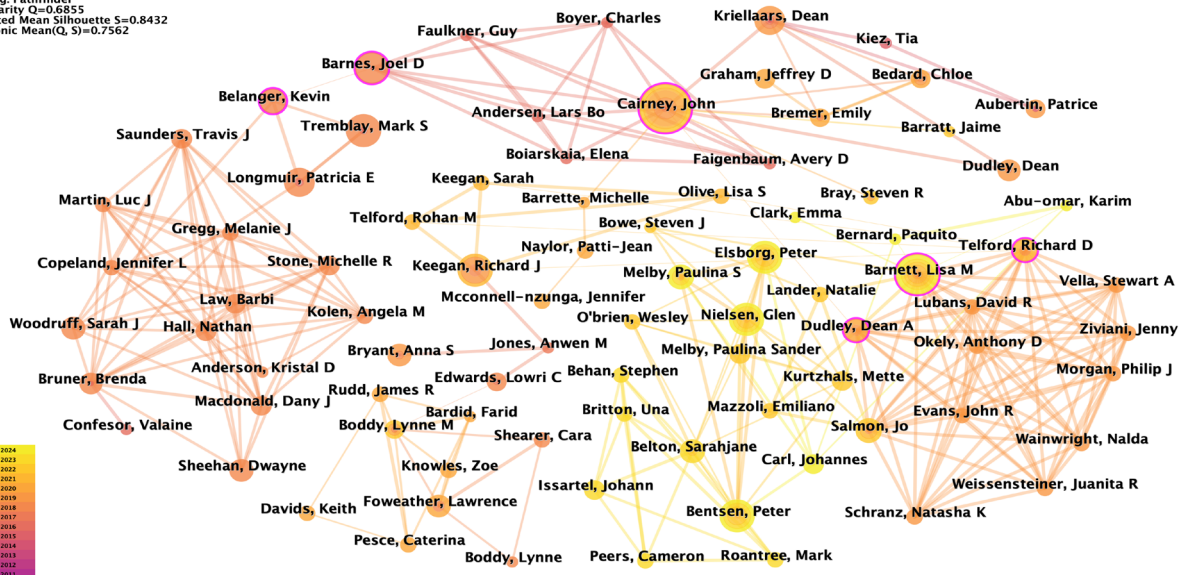 arity Q=0.6855
ted Mean Silhouette S=0.8432
nic Mean(Q, S)=0.7562
Boyer, Charles
Kriellaars, Dean
Faulkner, Guy
Kiez, Tia
Barnes, Joel D
Graham, Jeffrey D
Bedard, Chloe
Belanger, Kevin
Cairney, John
Andersen, Lars Bo
Bremer, Emily
Aubertin, Patrice
Saunders, Travis J
Tremblay, Mark S
Barratt, Jaime
Boiarskaia, Elena
Faigenbaum, Avery D
Dudley, Dean
Longmuir, Patricia E
Keegan, Sarah
Martin, Luc J
Barrette, Michelle
Olive, Lisa S
Bray, Steven R
Abu-omar, Karim
Telford, Rohan M
Bowe, Steven J
Clark, Emma
Gregg, Melanie J
Bernard, Paquito
Telford, Richard D
Naylor, Patti-Jean
Elsborg, Peter
Copeland, Jennifer L
Stone, Michelle R
Keegan, Richard J
Melby, Paulina S
Barnett, Lisa M
Vella, Stewart A
Lander, Natalie
Law, Barbi
Mcconnell-nzunga, Jennifer
Lubans, David R
Kolen, Angela M
Woodruff, Sarah J
Hall, Nathan
O'brien, Wesley
Nielsen, Glen
Dudley, Dean A
Ziviani, Jenny
Bryant, Anna S
Jones, Anwen M
Melby, Paulina Sander
Okely, Anthony D
Anderson, Kristal D
Behan, Stephen
Kurtzhals, Mette
Morgan, Philip J
Bruner, Brenda
Rudd, James R
Edwards, Lowri C
Macdonald, Dany J
Bardid, Farid
Britton, Una
Mazzoli, Emiliano
Evans, John R
Confesor, Valaine
Boddy, Lynne M
Shearer, Cara
Salmon, Jo
Wainwright, Nalda
Belton, Sarahjane
Sheehan, Dwayne
Knowles, Zoe
Carl, Johannes
Issartel, Johann
Weissensteiner, Juanita R
Davids, Keith
Foweather, Lawrence
Bentsen, Peter
Schranz, Natasha K
Pesce, Caterina
Boddy, Lynne
Peers, Cameron
Roantree, Mark
2024
2023
2022
2021
2020
2019
2018
2017
2016
2015
2014
2013
2012